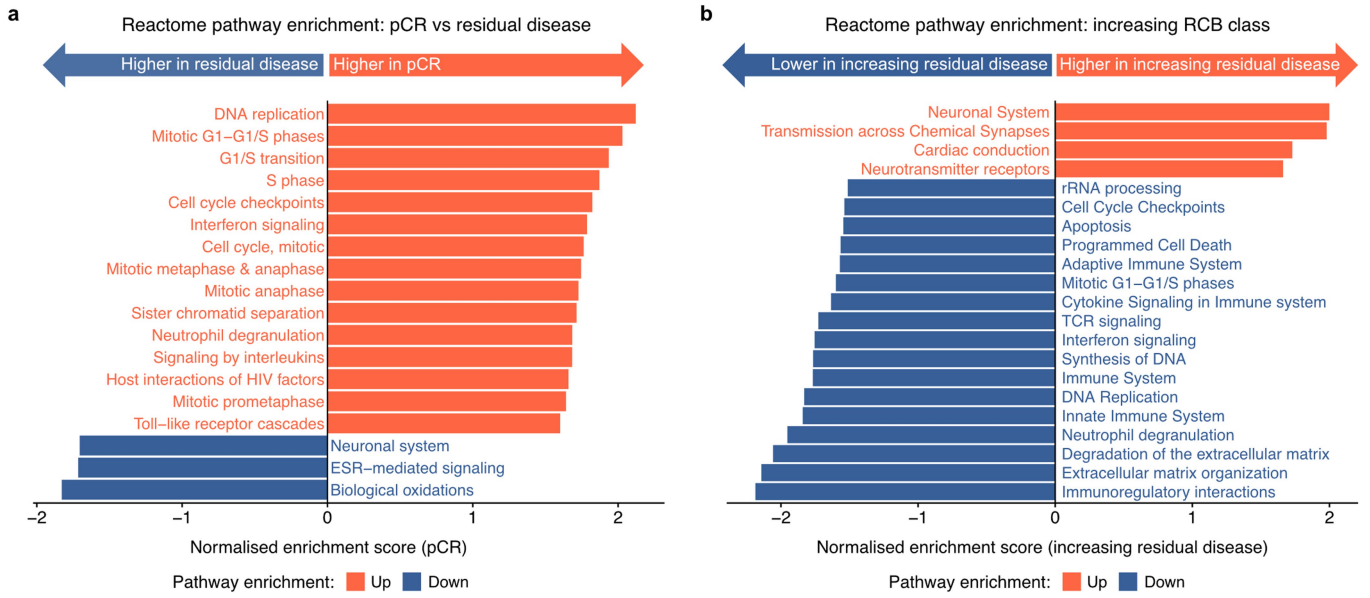 a
Reactome pathway enrichment: pCR vs residual disease
Higher in residual disease
Higher in pCR
DNA replication
Mitotic G1−G1/S phases
G1/S transition
S phase
Cell cycle checkpoints
Interferon signaling
Cell cycle, mitotic
Mitotic metaphase & anaphase
Mitotic anaphase
Sister chromatid separation
Neutrophil degranulation
Signaling by interleukins
Host interactions of HIV factors
Mitotic prometaphase
Toll−like receptor cascades
Neuronal system
ESR−mediated signaling
Biological oxidations
−2 −1 0 1 2
Normalised enrichment score (pCR)
Pathway enrichment: Up Down
b
Reactome pathway enrichment: increasing RCB class
Lower in increasing residual disease
Higher in increasing residual disease
Neuronal System
Transmission across Chemical Synapses
Cardiac conduction
Neurotransmitter receptors
rRNA processing
Cell Cycle Checkpoints
Apoptosis
Programmed Cell Death
Adaptive Immune System
Mitotic G1−G1/S phases
Cytokine Signaling in Immune system
TCR signaling
Interferon signaling
Synthesis of DNA
Immune System
DNA Replication
Innate Immune System
Neutrophil degranulation
Degradation of the extracellular matrix
Extracellular matrix organization
Immunoregulatory interactions
−2 −1 0 1 2
Normalised enrichment score (increasing residual disease)
Pathway enrichment: Up Down